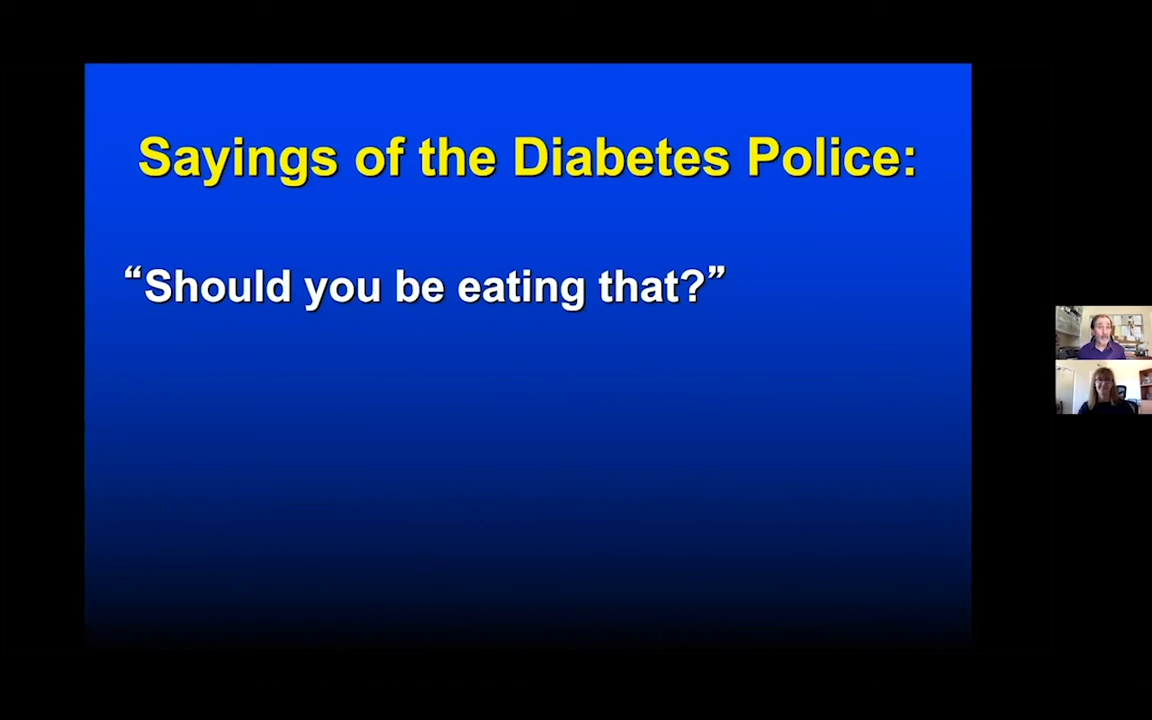 Sayings of the Diabetes Police:
“Should you be eating that?”